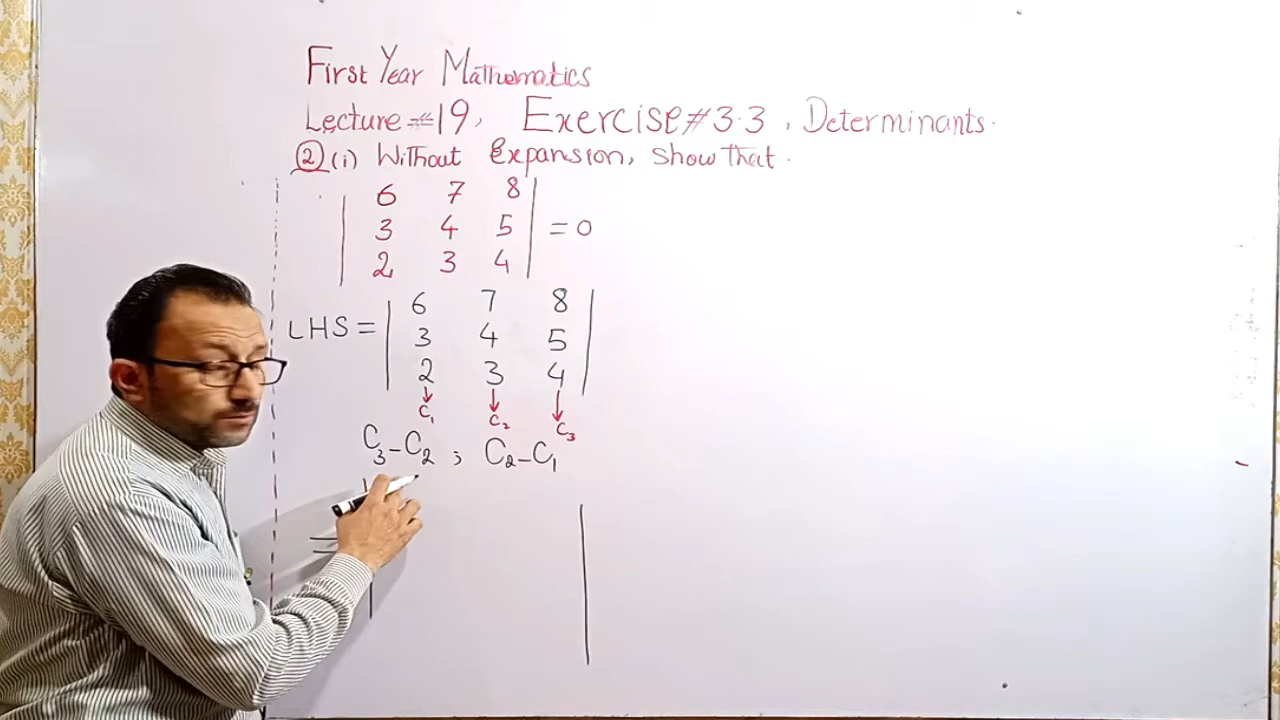 First Year Mathematics
Lecture #19, Exercise #3.3, Determinants.
② (i) Without Expansion, Show That.
| 6 7 8 |
| 3 4 5 | = 0
| 2 3 4 |
| 6 7 8 |
LHS = | 3 4 5 |
| 2 3 4 |
↓ ↓ ↓
C₁ C₂ C₃
C₃-C₂ ; C₂-C₁
= | |